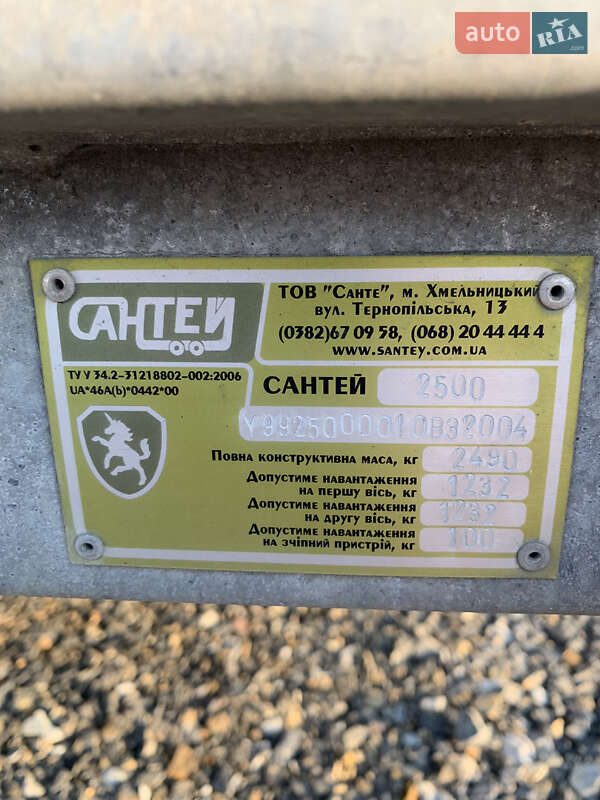 auto RIA .com
САНТЕЙ
ТОВ "Санте", м. Хмельницький
вул. Тернопільська, 13
(0382)67 09 58, (068) 20 44 44 4
www.santey.com.ua
ТУ У 34.2-31218802-002:2006
UA*46A(b)*0442*00
САНТЕЙ 2500
Y9925000010B32004
Повна конструктивна маса, кг 2490
Допустиме навантаження
на першу вісь, кг 1232
Допустиме навантаження
на другу вісь, кг 1232
Допустиме навантаження
на зчіпний пристрій, кг 100